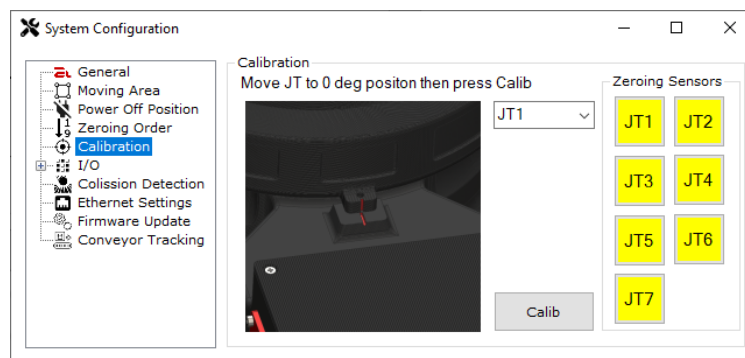 System Configuration
General
Moving Area
Power Off Position
Zeroing Order
Calibration
I/O
Colission Detection
Ethernet Settings
Firmware Update
Conveyor Tracking
Calibration
Move JT to 0 deg positon then press Calib
JT1
Calib
Zeroing Sensors
JT1 JT2
JT3 JT4
JT5 JT6
JT7